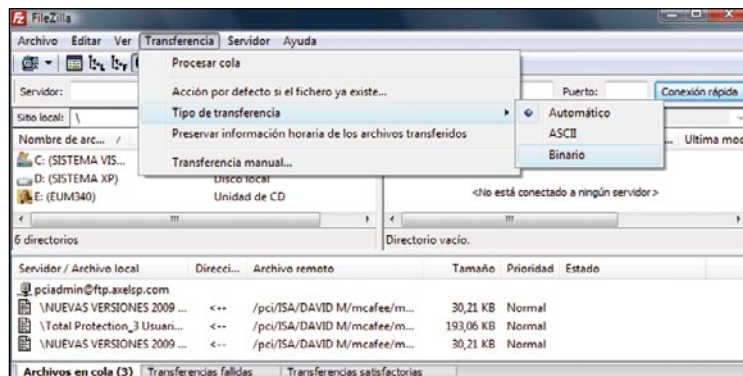 FileZilla
Archivo Editar Ver Transferencia Servidor Ayuda
Procesar cola
Acción por defecto si el fichero ya existe...
Tipo de transferencia
Preservar información horaria de los archivos transferidos
Transferencia manual...
Automático
ASCII
Binario
Servidor: Puerto: Conexión rápida
Sitio local: \
Nombre de arc... / ... Ultima mod
C: (SISTEMA VIS...
D: (SISTEMA XP) Disco local
E: (EUM340) Unidad de CD
<No está conectado a ningún servidor>
6 directorios Directorio vacío.
Servidor / Archivo local Direcci... Archivo remoto Tamaño Prioridad Estado
pciadmin@ftp.axelsp.com
\NUEVAS VERSIONES 2009 ... <-- /pci/ISA/DAVID M/mcafee/m... 30,21 KB Normal
\Total Protection_3 Usuari... <-- /pci/ISA/DAVID M/mcafee/m... 193,06 KB Normal
\NUEVAS VERSIONES 2009 ... <-- /pci/ISA/DAVID M/mcafee/m... 30,21 KB Normal
Archivos en cola (3) Transferencias fallidas Transferencias satisfactorias